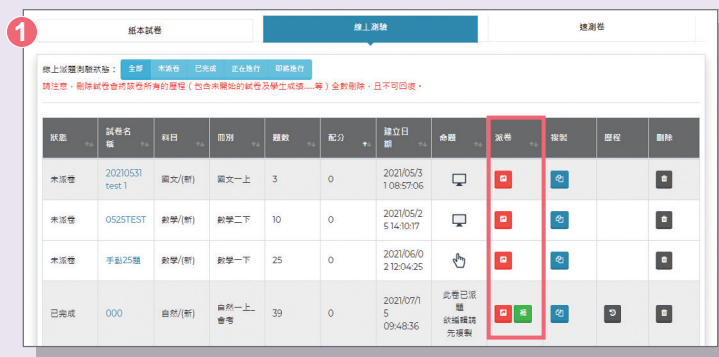 1
紙本試卷 線上測驗 速測卷
線上派題測驗狀態： 全部 未派卷 已完成 正在進行 即將進行
請注意，刪除試卷會將該卷所有的歷程（包含未開始的試卷及學生成績.....等）全數刪除，且不可回復。
狀態 試卷名稱 科目 冊別 題數 配分 建立日期 命題 派卷 複製 歷程 刪除
未派卷 20210531 test 1 國文/(新) 國文一上 3 0 2021/05/31 08:57:06
未派卷 0525TEST 數學/(新) 數學二下 10 0 2021/05/25 14:10:17
未派卷 手動25題 數學/(新) 數學一下 25 0 2021/06/02 12:04:25
已完成 000 自然/(新) 自然一上_會考 39 0 2021/07/15 09:48:36 此卷已派題 欲編輯請先複製